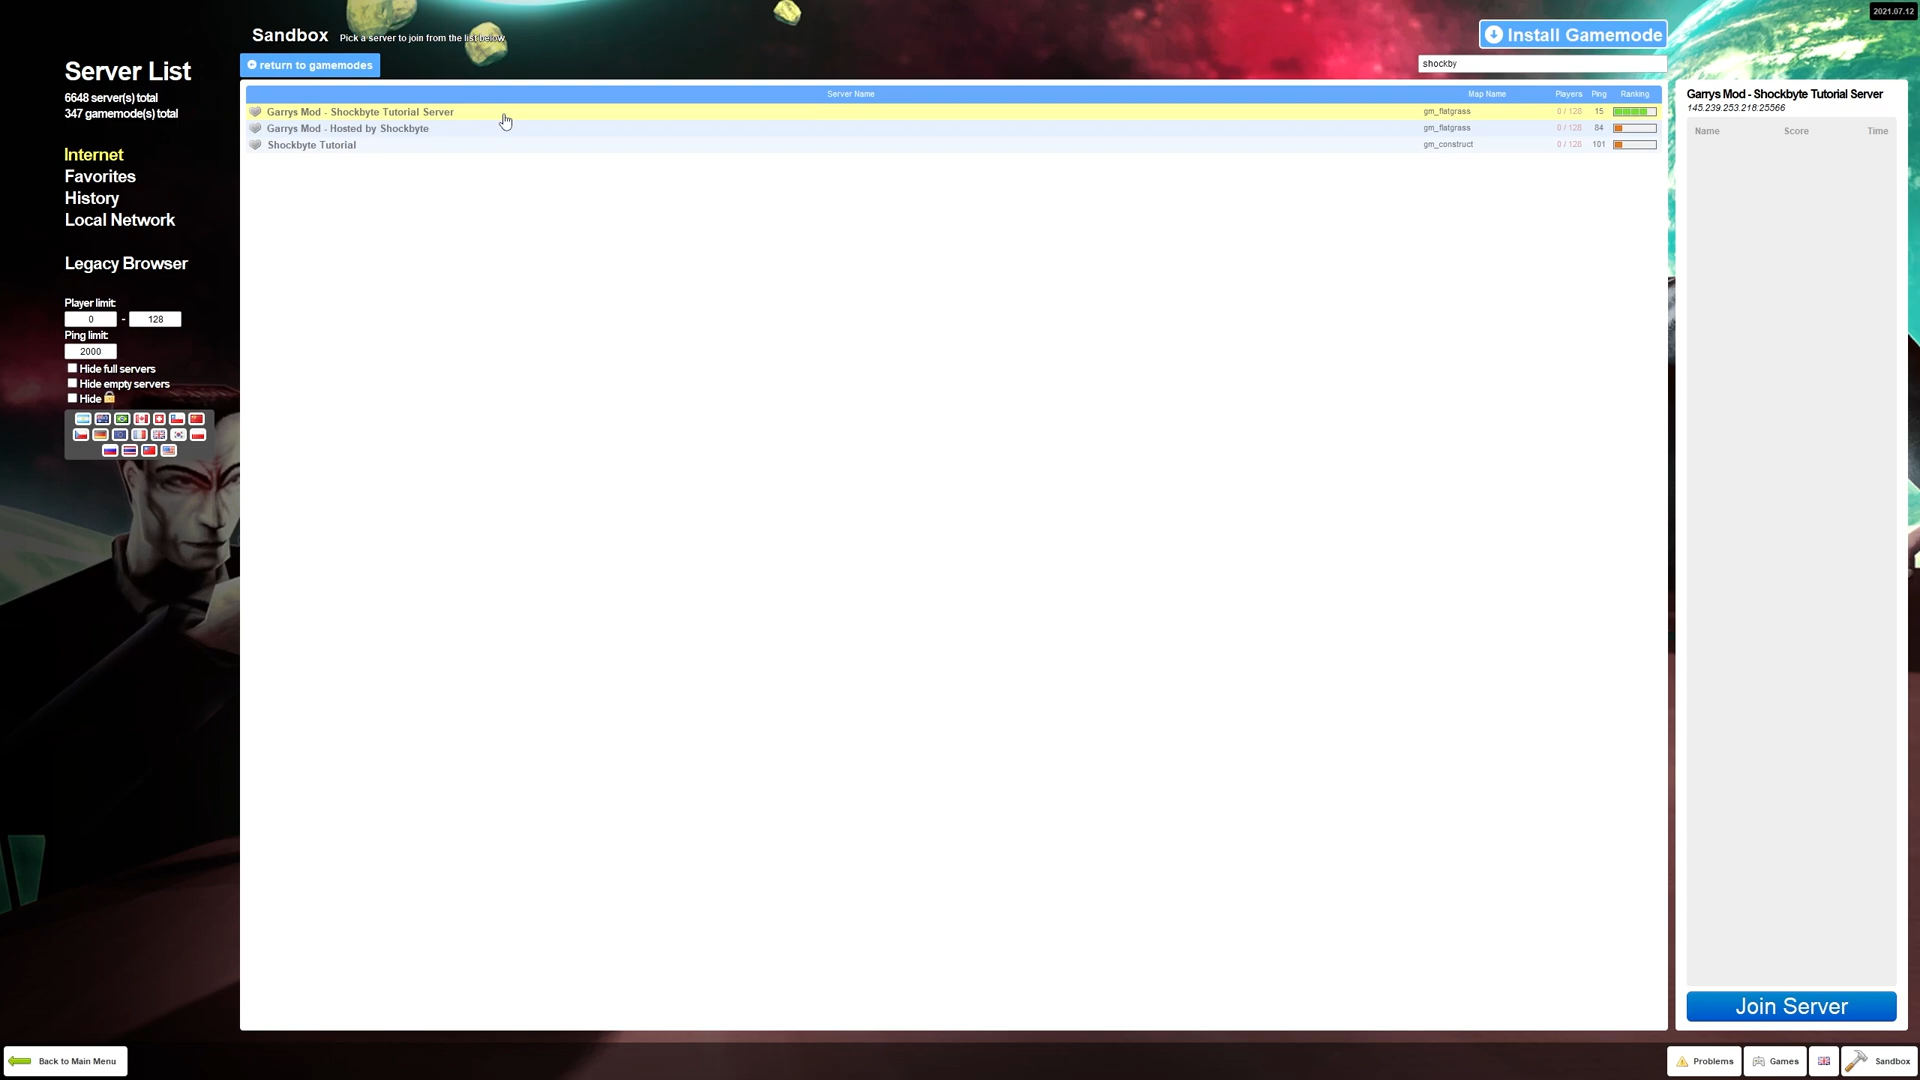 2021.07.12
Sandbox Pick a server to join from the list below
Install Gamemode
return to gamemodes
shockby
Server List
6648 server(s) total
347 gamemode(s) total
Internet
Favorites
History
Local Network
Legacy Browser
Player limit:
0 - 128
Ping limit:
2000
Hide full servers
Hide empty servers
Hide
Server Name Map Name Players Ping Ranking
Garrys Mod - Shockbyte Tutorial Server gm_flatgrass 0 / 128 15
Garrys Mod - Hosted by Shockbyte gm_flatgrass 0 / 128 84
Shockbyte Tutorial gm_construct 0 / 128 101
Garrys Mod - Shockbyte Tutorial Server
145.239.253.218:25566
Name Score Time
Join Server
Back to Main Menu
Problems
Games
Sandbox